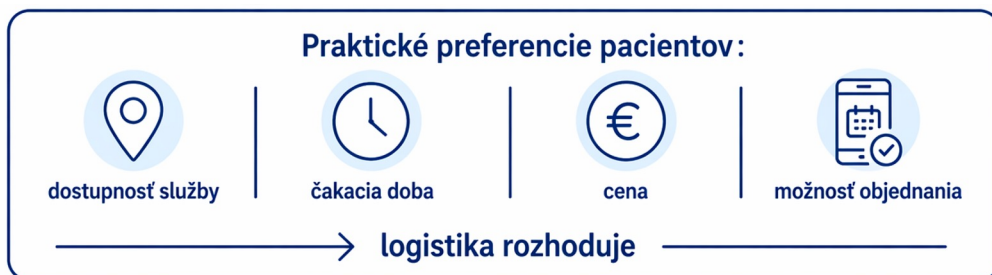 Praktické preferencie pacientov:
dostupnosť služby
čakacia doba
cena
možnosť objednania
logistika rozhoduje